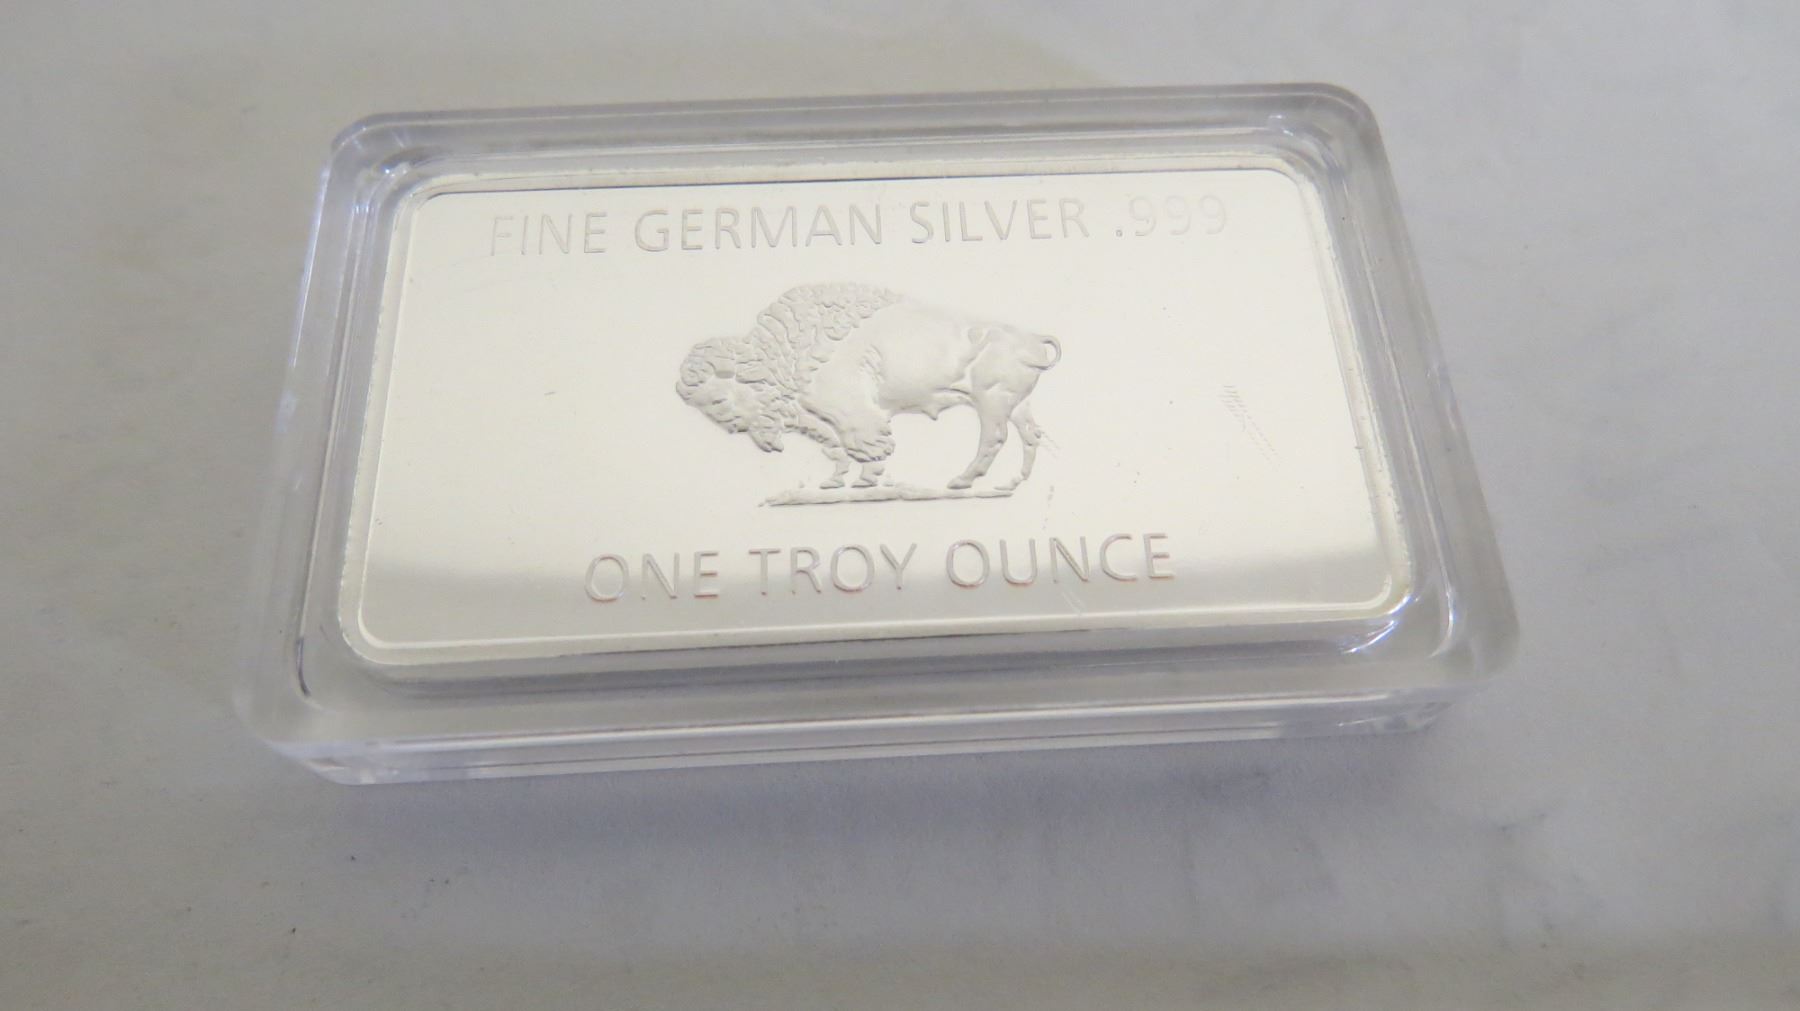 FINE GERMAN SILVER .999
ONE TROY OUNCE